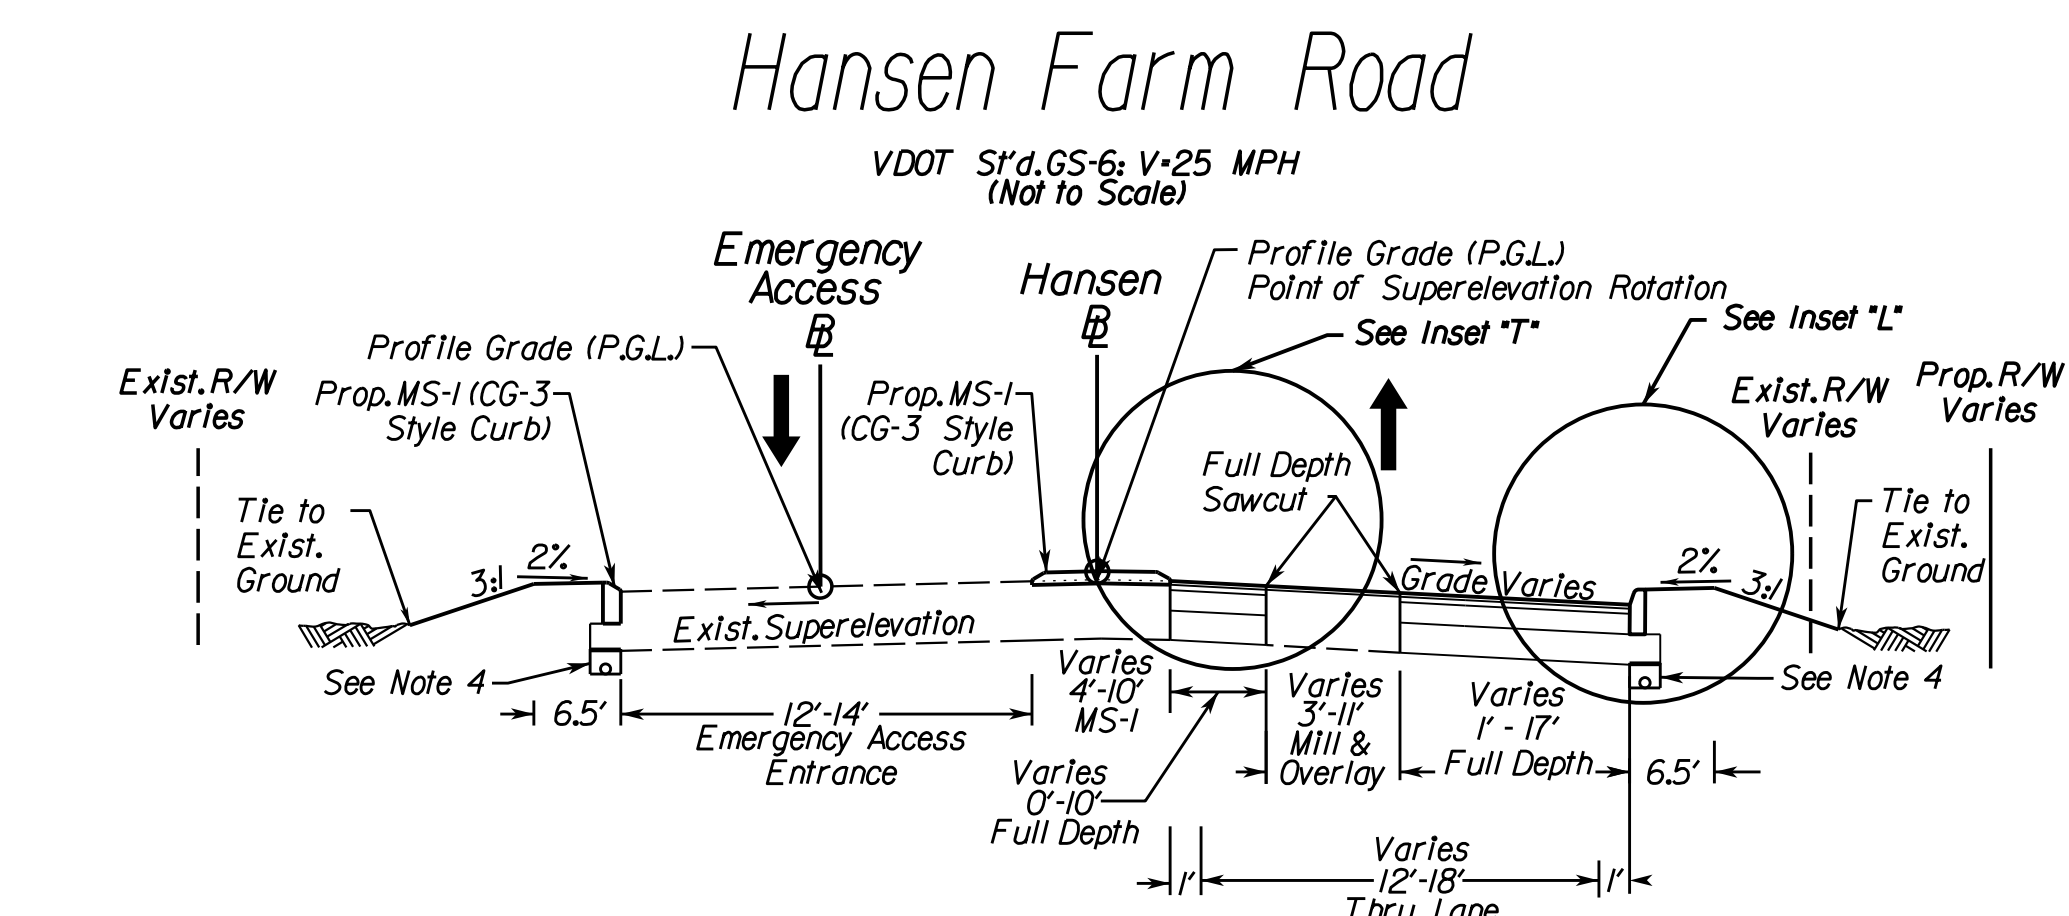 Hansen Farm Road
VDOT St'd. GS-6: V=25 MPH
(Not to Scale)
Emergency
Access
BL
Hansen
BL
Profile Grade (P.G.L.)
Point of Superelevation Rotation
See Inset "T"
See Inset "L"
Profile Grade (P.G.L.)
Exist. R/W
Varies
Prop. MS-1 (CG-3
Style Curb)
Prop. MS-1
(CG-3 Style
Curb)
Exist. R/W
Varies
Prop. R/W
Varies
Full Depth
Sawcut
Tie to
Exist.
Ground
3:1
2%
Grade Varies
2%
3:1
Tie to
Exist.
Ground
Exist. Superelevation
See Note 4
See Note 4
6.5'
12'-14'
Emergency Access
Entrance
Varies
4'-10'
MS-1
Varies
3'-11'
Mill &
Overlay
Varies
1' - 17'
Full Depth
6.5'
Varies
0'-10'
Full Depth
1'
Varies
12'-18'
Thru Lane
1'